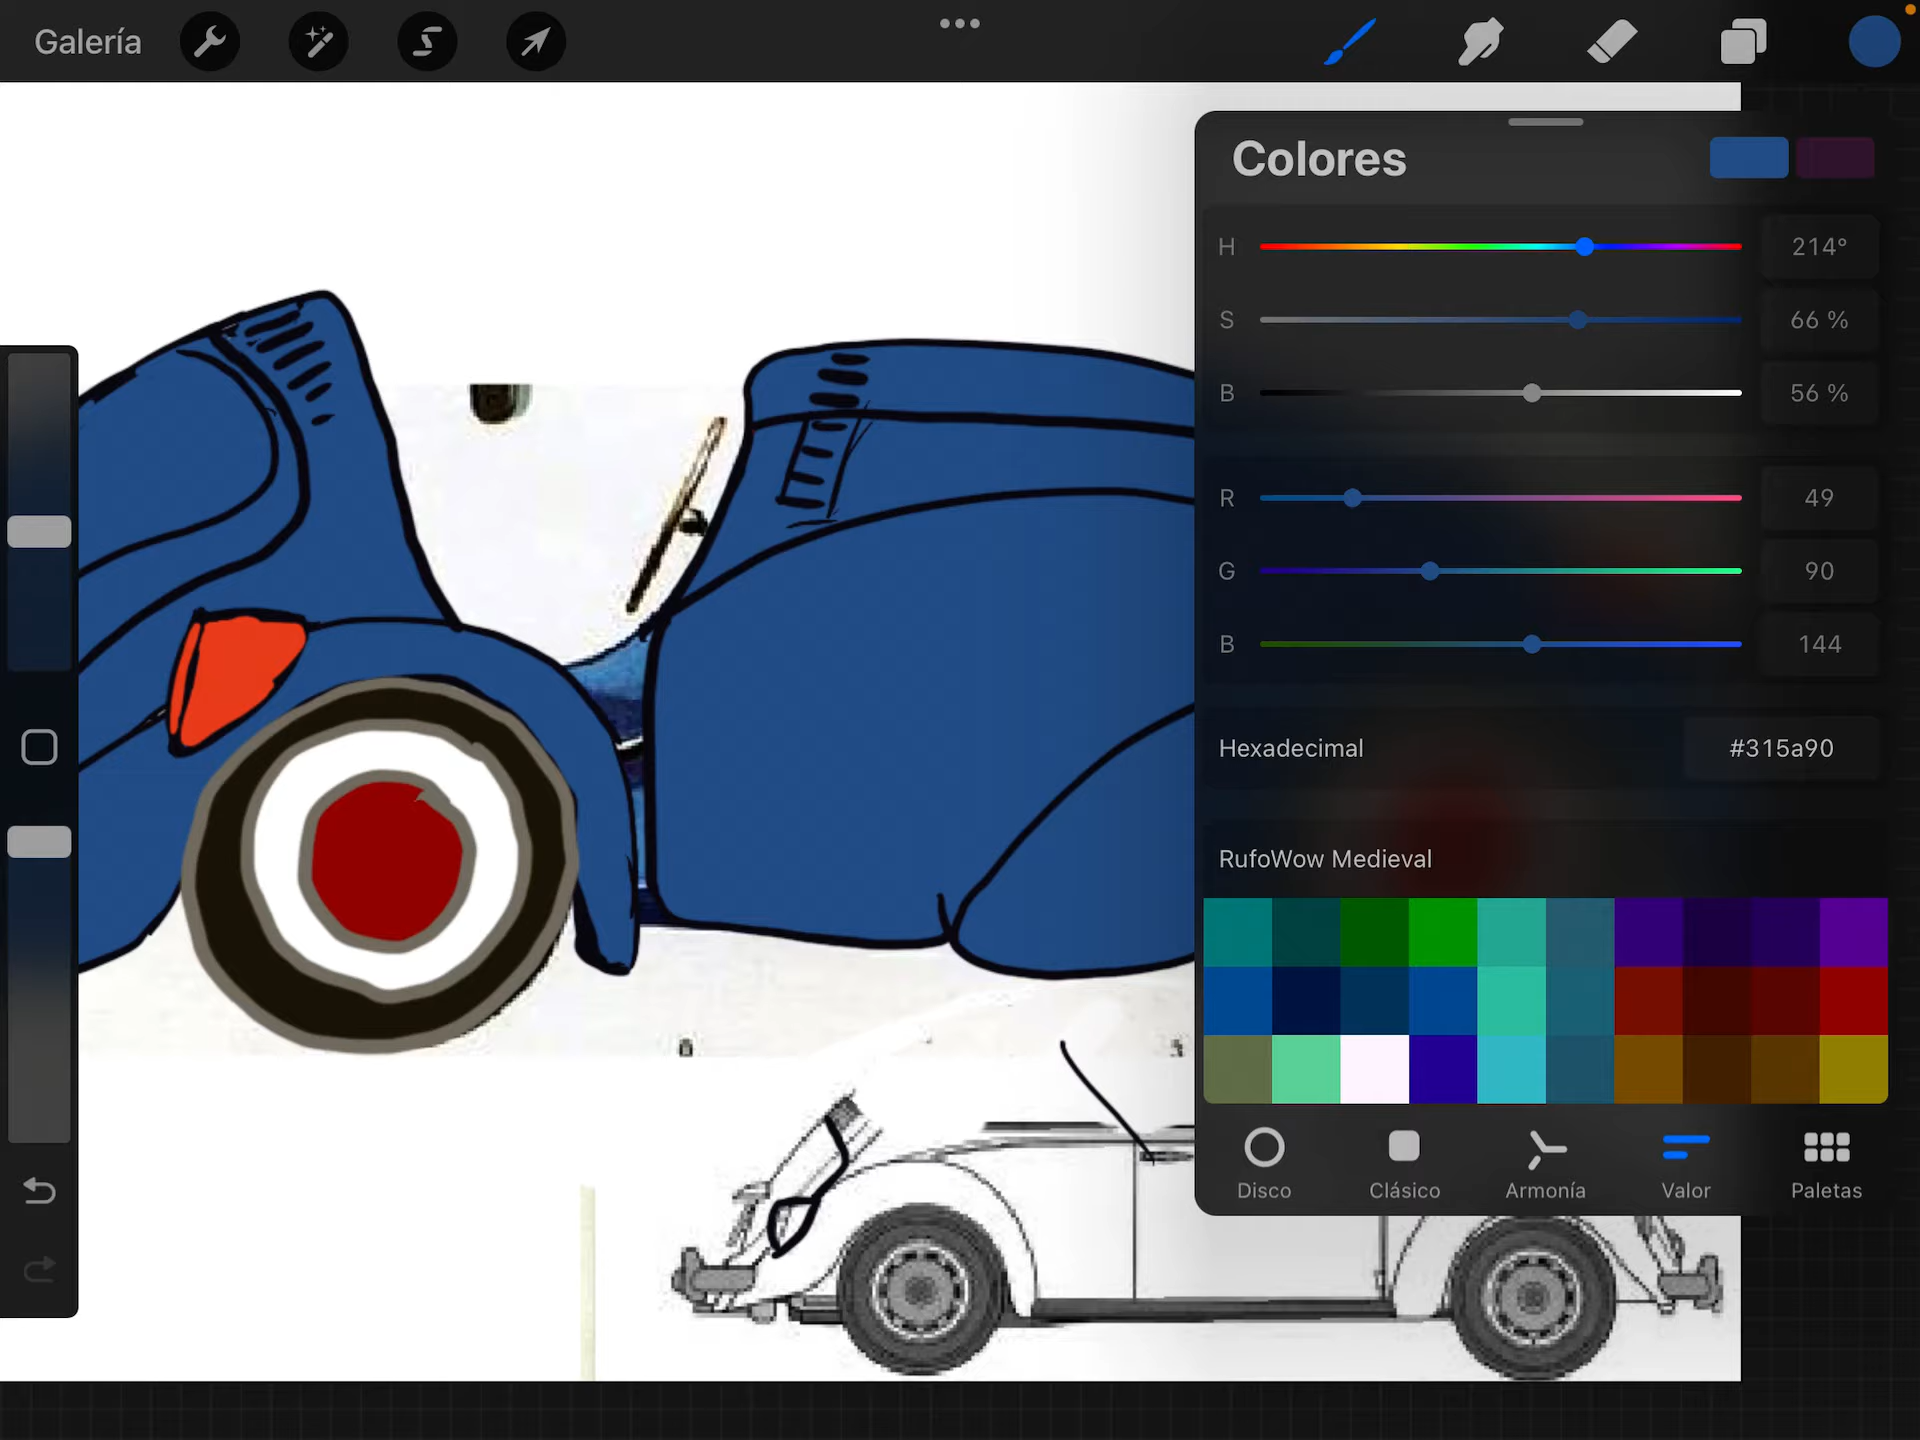 Galería
Colores
H 214°
S 66 %
B 56 %
R 49
G 90
B 144
Hexadecimal #315a90
RufoWow Medieval
Disco Clásico Armonía Valor Paletas